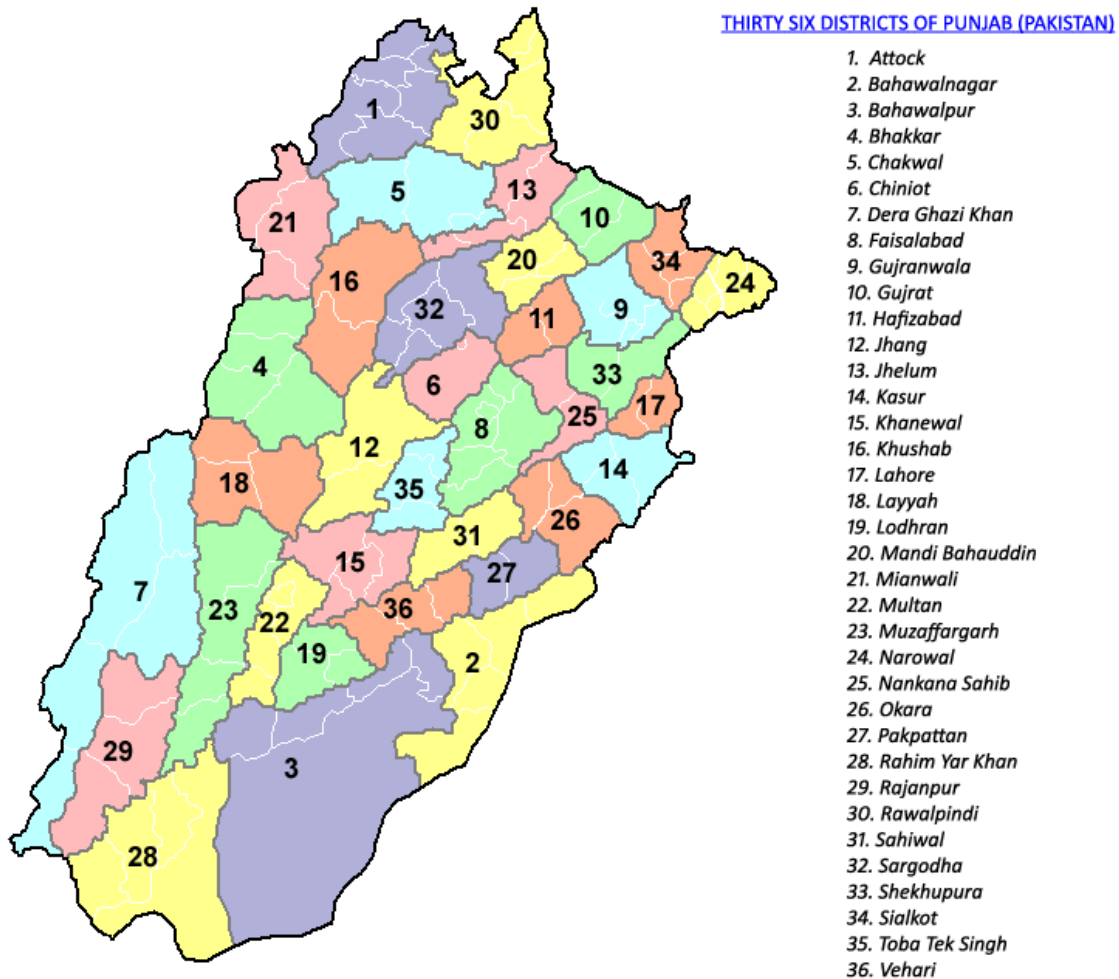 THIRTY SIX DISTRICTS OF PUNJAB (PAKISTAN)
1. Attock
2. Bahawalnagar
3. Bahawalpur
4. Bhakkar
5. Chakwal
6. Chiniot
7. Dera Ghazi Khan
8. Faisalabad
9. Gujranwala
10. Gujrat
11. Hafizabad
12. Jhang
13. Jhelum
14. Kasur
15. Khanewal
16. Khushab
17. Lahore
18. Layyah
19. Lodhran
20. Mandi Bahauddin
21. Mianwali
22. Multan
23. Muzaffargarh
24. Narowal
25. Nankana Sahib
26. Okara
27. Pakpattan
28. Rahim Yar Khan
29. Rajanpur
30. Rawalpindi
31. Sahiwal
32. Sargodha
33. Shekhupura
34. Sialkot
35. Toba Tek Singh
36. Vehari
1
30
5
13
21
10
20
34
16
24
32
11
9
4
6
33
17
25
8
12
14
18
35
26
31
15
27
7
23
36
22
19
2
29
3
28